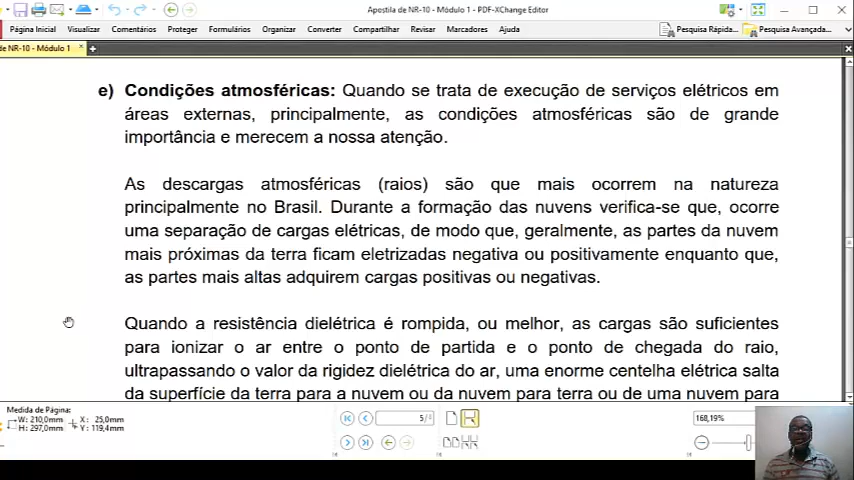 Apostila de NR-10 - Módulo 1 - PDF-XChange Editor
Página Inicial Visualizar Comentários Proteger Formulários Organizar Converter Compartilhar Revisar Marcadores Ajuda Pesquisa Rápida... Pesquisa Avançada...
de NR-10 - Módulo 1 ×
e) Condições atmosféricas: Quando se trata de execução de serviços elétricos em
áreas externas, principalmente, as condições atmosféricas são de grande
importância e merecem a nossa atenção.
As descargas atmosféricas (raios) são que mais ocorrem na natureza
principalmente no Brasil. Durante a formação das nuvens verifica-se que, ocorre
uma separação de cargas elétricas, de modo que, geralmente, as partes da nuvem
mais próximas da terra ficam eletrizadas negativa ou positivamente enquanto que,
as partes mais altas adquirem cargas positivas ou negativas.
Quando a resistência dielétrica é rompida, ou melhor, as cargas são suficientes
para ionizar o ar entre o ponto de partida e o ponto de chegada do raio,
ultrapassando o valor da rigidez dielétrica do ar, uma enorme centelha elétrica salta
da superfície da terra para a nuvem ou da nuvem para terra ou de uma nuvem para
Medida de Página:
W: 210,0mm X: 25,0mm
H: 297,0mm Y: 119,4mm
5/
168,19%